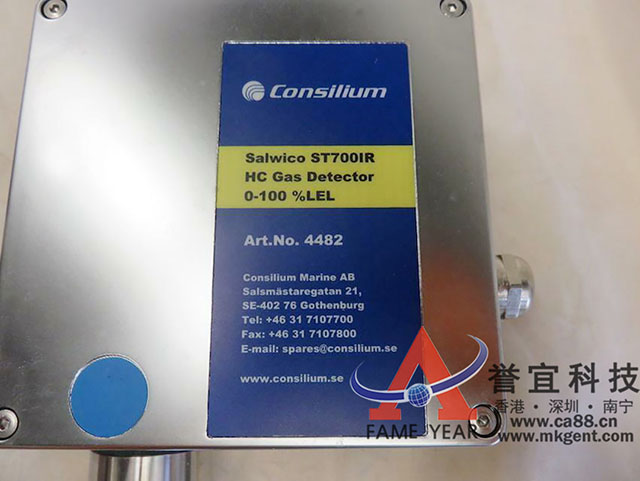 Consilium
Salwico ST700IR
HC Gas Detector
0-100 %LEL
Art.No. 4482
Consilium Marine AB
Salsmästaregatan 21,
SE-402 76 Gothenburg
Tel: +46 31 7107700
Fax: +46 31 7107800
E-mail: spares@consilium.se
www.consilium.se
A
FAME YEAR
誉宜科技
香港·深圳·南宁
www.ca88.cn
www.mkgent.com